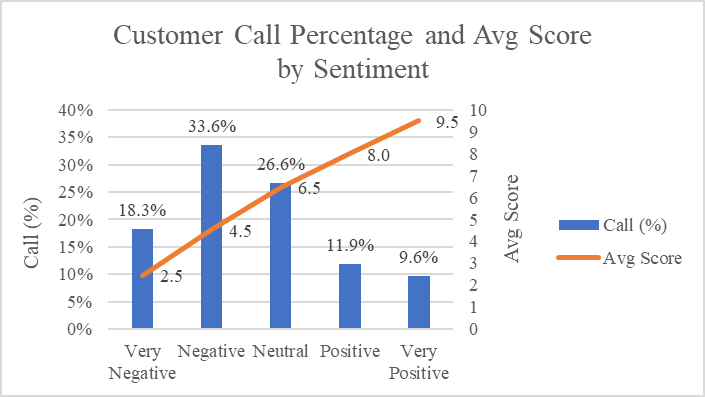 Customer Call Percentage and Avg Score
by Sentiment
40%
35%
30%
25%
20%
15%
10%
5%
0%
Call (%)
18.3%
33.6%
26.6%
11.9%
9.6%
2.5
4.5
6.5
8.0
9.5
10
9
8
7
6
5
4
3
2
1
0
Avg Score
Very
Negative
Negative
Neutral
Positive
Very
Positive
Call (%)
Avg Score